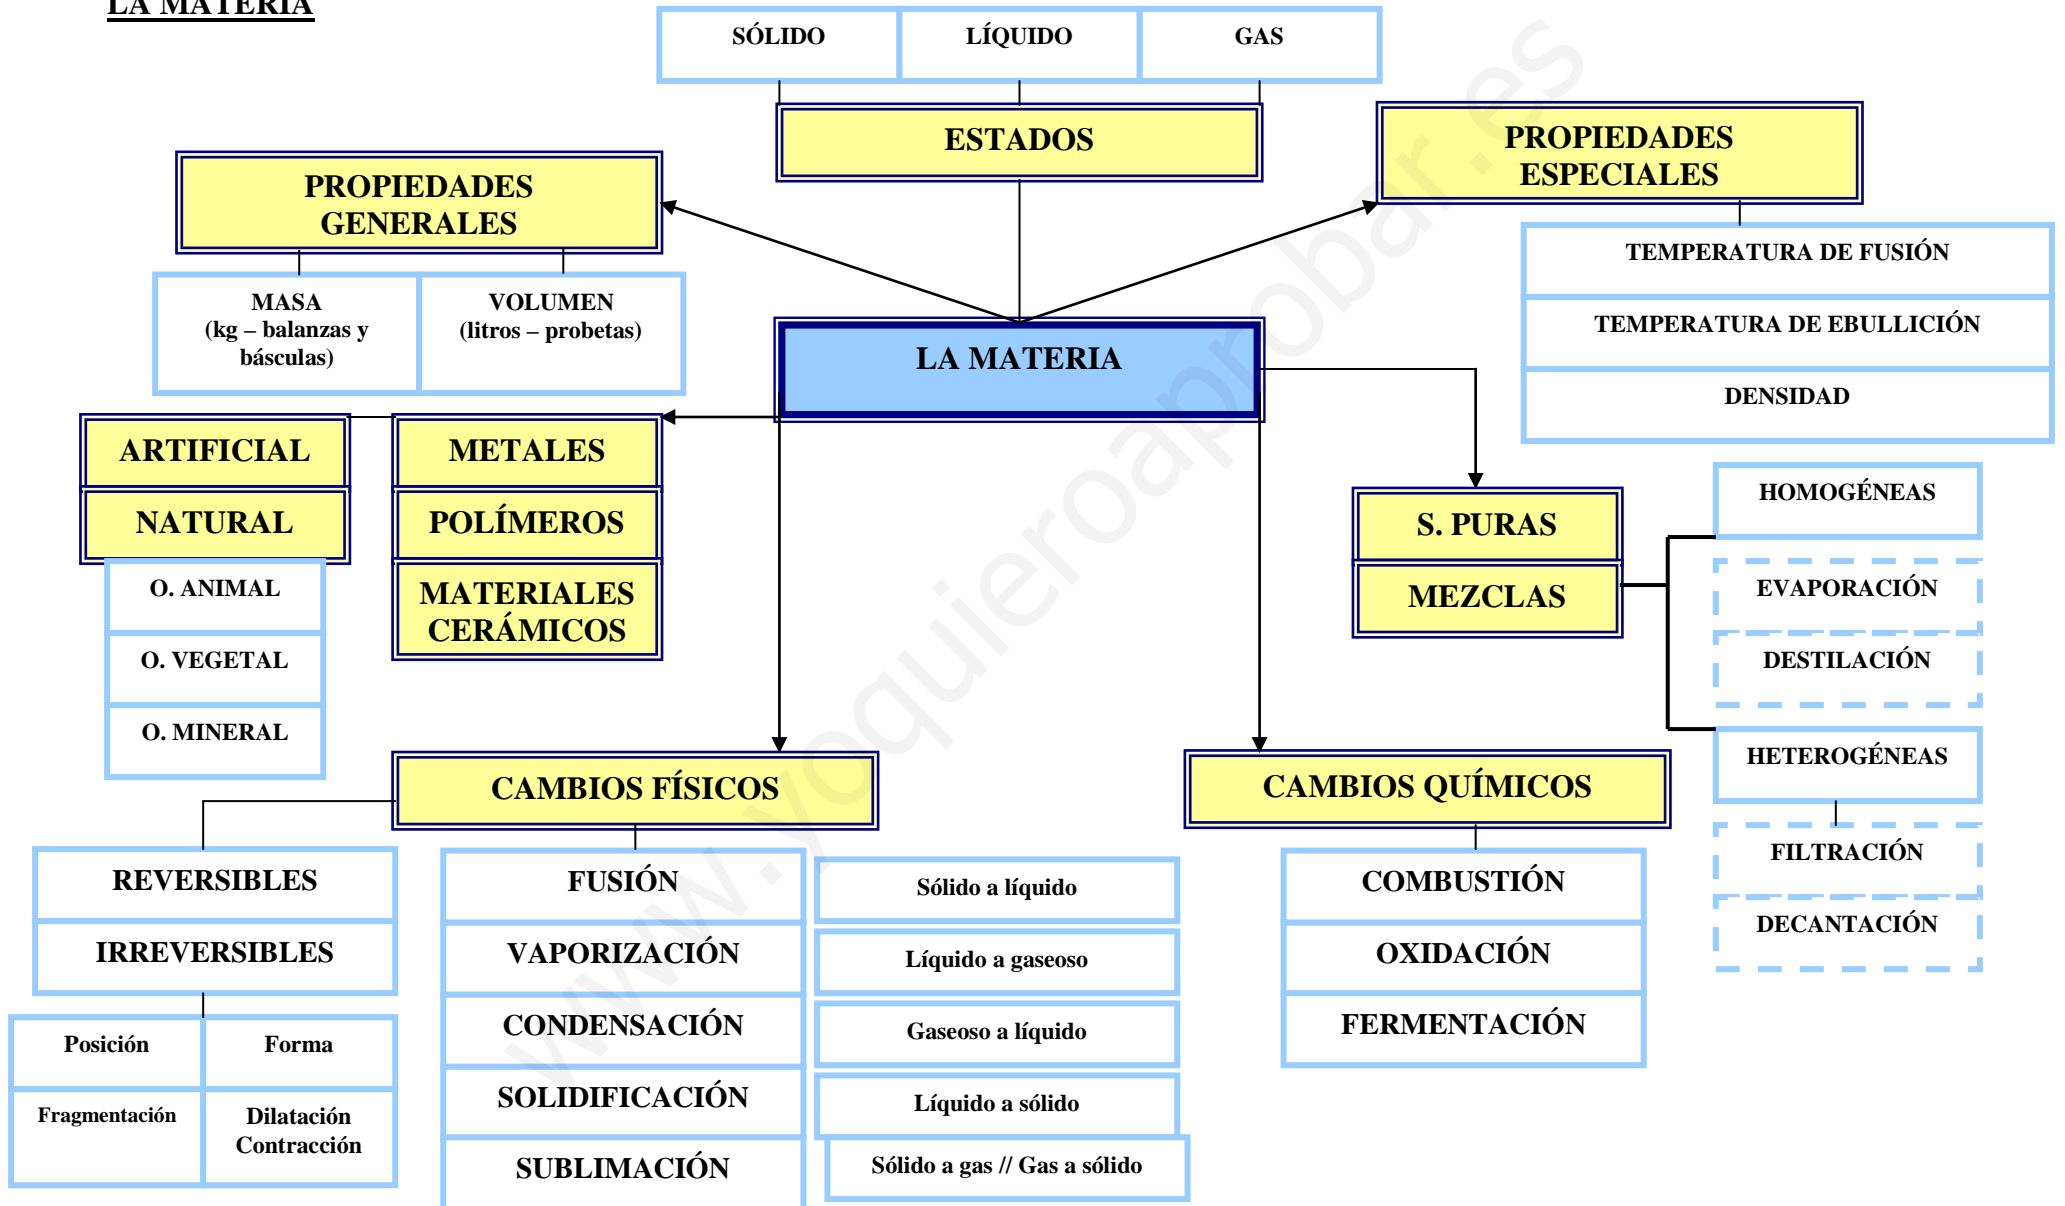 LA MATERIA
SÓLIDO
LÍQUIDO
GAS
ESTADOS
PROPIEDADES
GENERALES
PROPIEDADES
ESPECIALES
MASA
(kg – balanzas y
básculas)
VOLUMEN
(litros – probetas)
TEMPERATURA DE FUSIÓN
TEMPERATURA DE EBULLICIÓN
DENSIDAD
LA MATERIA
ARTIFICIAL
NATURAL
O. ANIMAL
O. VEGETAL
O. MINERAL
METALES
POLÍMEROS
MATERIALES
CERÁMICOS
S. PURAS
MEZCLAS
HOMOGÉNEAS
EVAPORACIÓN
DESTILACIÓN
HETEROGÉNEAS
FILTRACIÓN
DECANTACIÓN
CAMBIOS FÍSICOS
REVERSIBLES
IRREVERSIBLES
Posición
Forma
Fragmentación
Dilatación
Contracción
FUSIÓN
Sólido a líquido
VAPORIZACIÓN
Líquido a gaseoso
CONDENSACIÓN
Gaseoso a líquido
SOLIDIFICACIÓN
Líquido a sólido
SUBLIMACIÓN
Sólido a gas // Gas a sólido
CAMBIOS QUÍMICOS
COMBUSTIÓN
OXIDACIÓN
FERMENTACIÓN
www.yoquieroaprobar.es